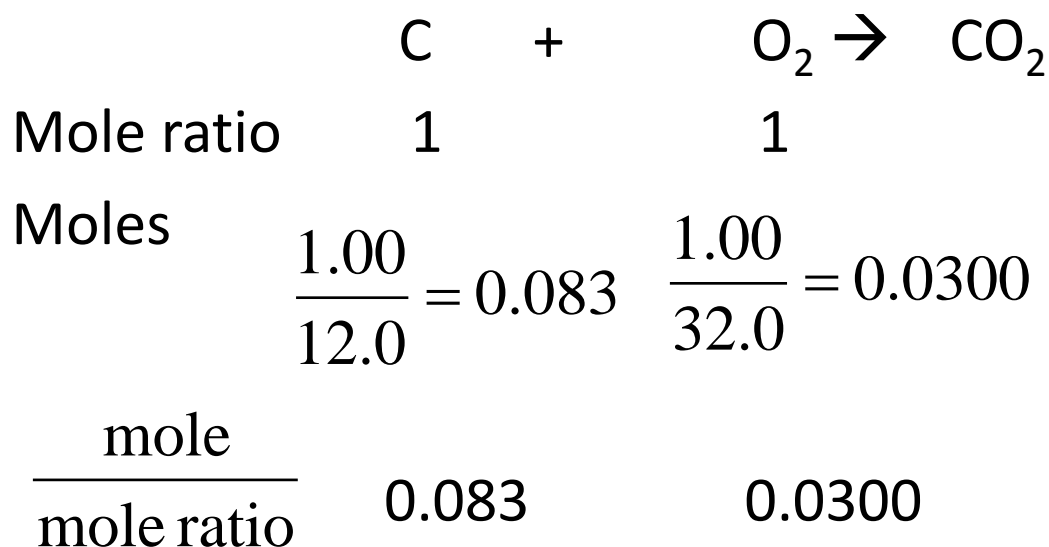 C + O₂ → CO₂
Mole ratio 1 1
Moles 1.00/12.0 = 0.083 1.00/32.0 = 0.0300
mole/mole ratio 0.083 0.0300